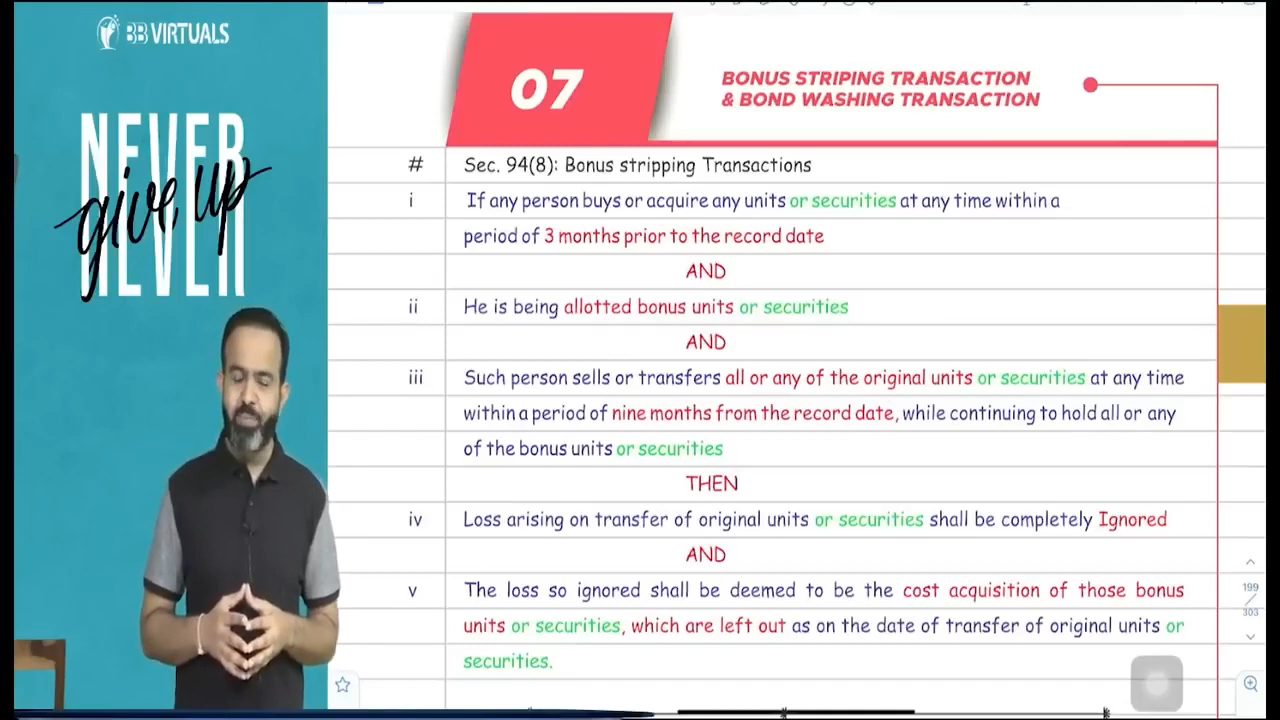 BB VIRTUALS
NEVER
give up
NEVER
07
BONUS STRIPING TRANSACTION
& BOND WASHING TRANSACTION
# Sec. 94(8): Bonus stripping Transactions
i If any person buys or acquire any units or securities at any time within a
period of 3 months prior to the record date
AND
ii He is being allotted bonus units or securities
AND
iii Such person sells or transfers all or any of the original units or securities at any time
within a period of nine months from the record date, while continuing to hold all or any
of the bonus units or securities
THEN
iv Loss arising on transfer of original units or securities shall be completely Ignored
AND
v The loss so ignored shall be deemed to be the cost acquisition of those bonus
units or securities, which are left out as on the date of transfer of original units or
securities.
199
303